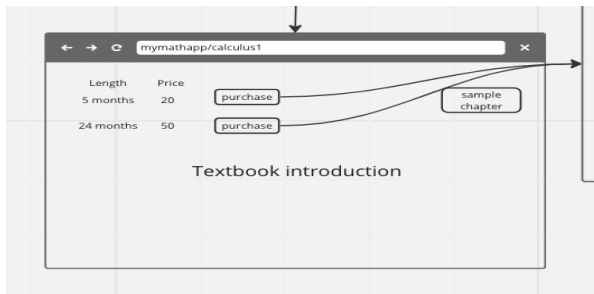 mymathapp/calculus1
Length Price
5 months 20 purchase
24 months 50 purchase
sample
chapter
Textbook introduction